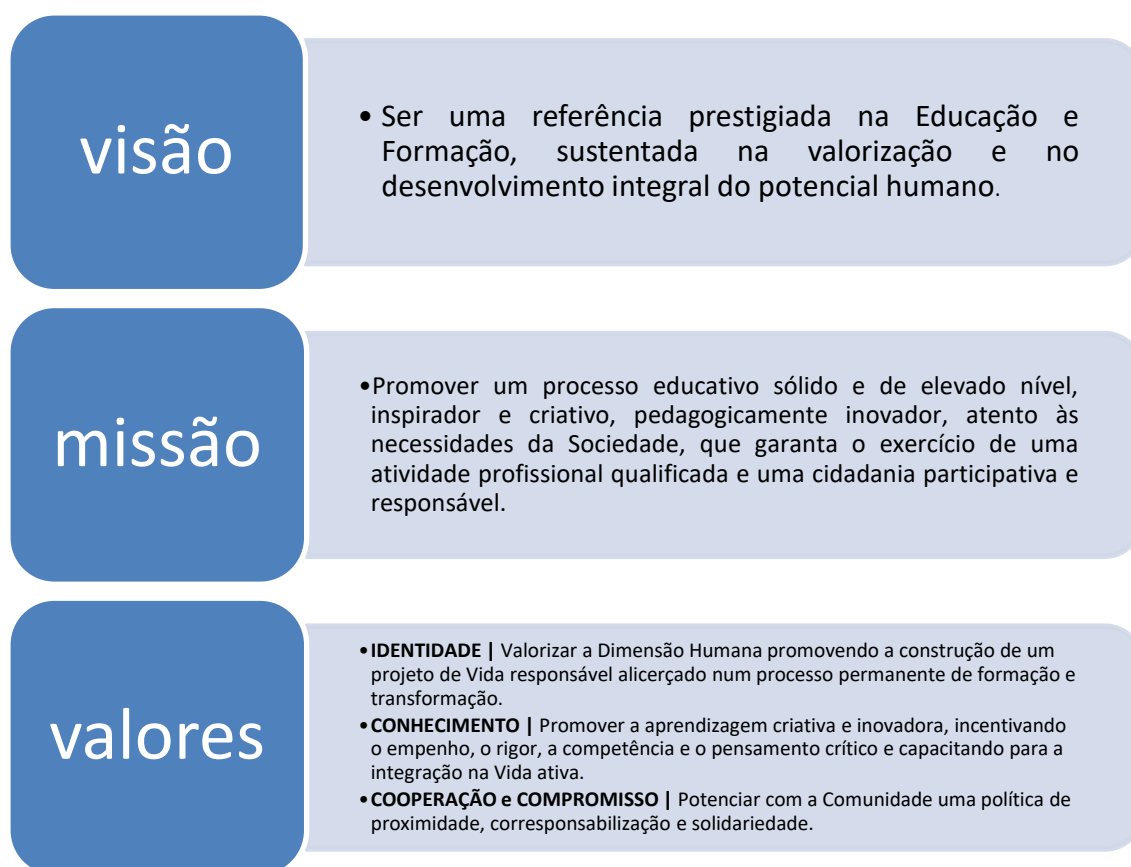 visão
• Ser uma referência prestigiada na Educação e
Formação, sustentada na valorização e no
desenvolvimento integral do potencial humano.
missão
•Promover um processo educativo sólido e de elevado nível,
inspirador e criativo, pedagogicamente inovador, atento às
necessidades da Sociedade, que garanta o exercício de uma
atividade profissional qualificada e uma cidadania participativa e
responsável.
valores
•IDENTIDADE | Valorizar a Dimensão Humana promovendo a construção de um
projeto de Vida responsável alicerçado num processo permanente de formação e
transformação.
•CONHECIMENTO | Promover a aprendizagem criativa e inovadora, incentivando
o empenho, o rigor, a competência e o pensamento crítico e capacitando para a
integração na Vida ativa.
•COOPERAÇÃO e COMPROMISSO | Potenciar com a Comunidade uma política de
proximidade, corresponsabilização e solidariedade.